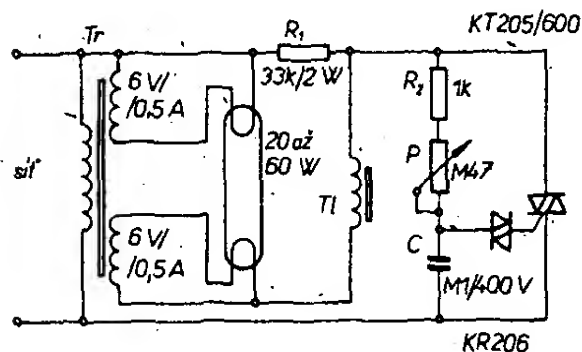 Tr
R₁
33k/2 W
KT205/600
6 V/
/0,5 A
20 až
60 W
R₂
1k
P
M47
síť
Tl
6 V/
/0,5 A
C
M1/400 V
KR206